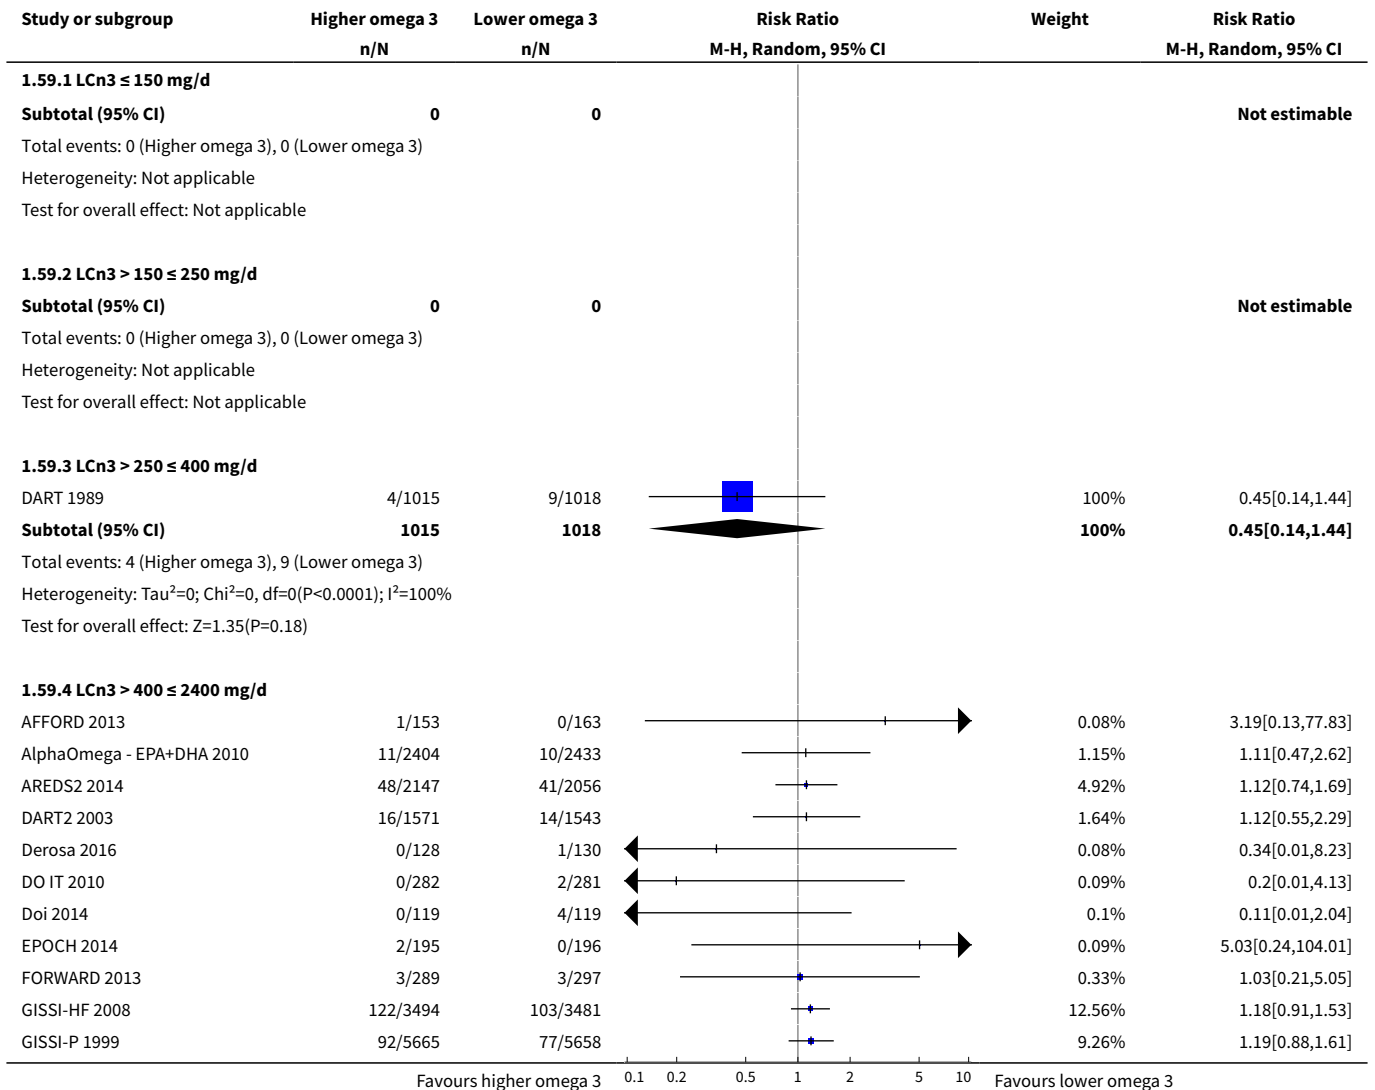 Study or subgroup Higher omega 3 Lower omega 3 Risk Ratio Weight Risk Ratio
n/N n/N M-H, Random, 95% CI M-H, Random, 95% CI
1.59.1 LCn3 ≤ 150 mg/d
Subtotal (95% CI) 0 0 Not estimable
Total events: 0 (Higher omega 3), 0 (Lower omega 3)
Heterogeneity: Not applicable
Test for overall effect: Not applicable
1.59.2 LCn3 > 150 ≤ 250 mg/d
Subtotal (95% CI) 0 0 Not estimable
Total events: 0 (Higher omega 3), 0 (Lower omega 3)
Heterogeneity: Not applicable
Test for overall effect: Not applicable
1.59.3 LCn3 > 250 ≤ 400 mg/d
DART 1989 4/1015 9/1018 100% 0.45[0.14,1.44]
Subtotal (95% CI) 1015 1018 100% 0.45[0.14,1.44]
Total events: 4 (Higher omega 3), 9 (Lower omega 3)
Heterogeneity: Tau²=0; Chi²=0, df=0(P<0.0001); I²=100%
Test for overall effect: Z=1.35(P=0.18)
1.59.4 LCn3 > 400 ≤ 2400 mg/d
AFFORD 2013 1/153 0/163 0.08% 3.19[0.13,77.83]
AlphaOmega - EPA+DHA 2010 11/2404 10/2433 1.15% 1.11[0.47,2.62]
AREDS2 2014 48/2147 41/2056 4.92% 1.12[0.74,1.69]
DART2 2003 16/1571 14/1543 1.64% 1.12[0.55,2.29]
Derosa 2016 0/128 1/130 0.08% 0.34[0.01,8.23]
DO IT 2010 0/282 2/281 0.09% 0.2[0.01,4.13]
Doi 2014 0/119 4/119 0.1% 0.11[0.01,2.04]
EPOCH 2014 2/195 0/196 0.09% 5.03[0.24,104.01]
FORWARD 2013 3/289 3/297 0.33% 1.03[0.21,5.05]
GISSI-HF 2008 122/3494 103/3481 12.56% 1.18[0.91,1.53]
GISSI-P 1999 92/5665 77/5658 9.26% 1.19[0.88,1.61]
Favours higher omega 3 0.1 0.2 0.5 1 2 5 10 Favours lower omega 3